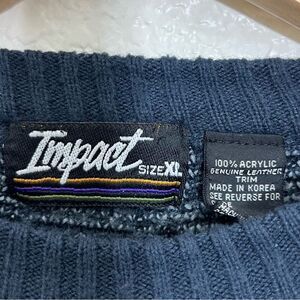 Impact
SIZE XL
100% ACRYLIC
GENUINE LEATHER
TRIM
MADE IN KOREA
SEE REVERSE FOR